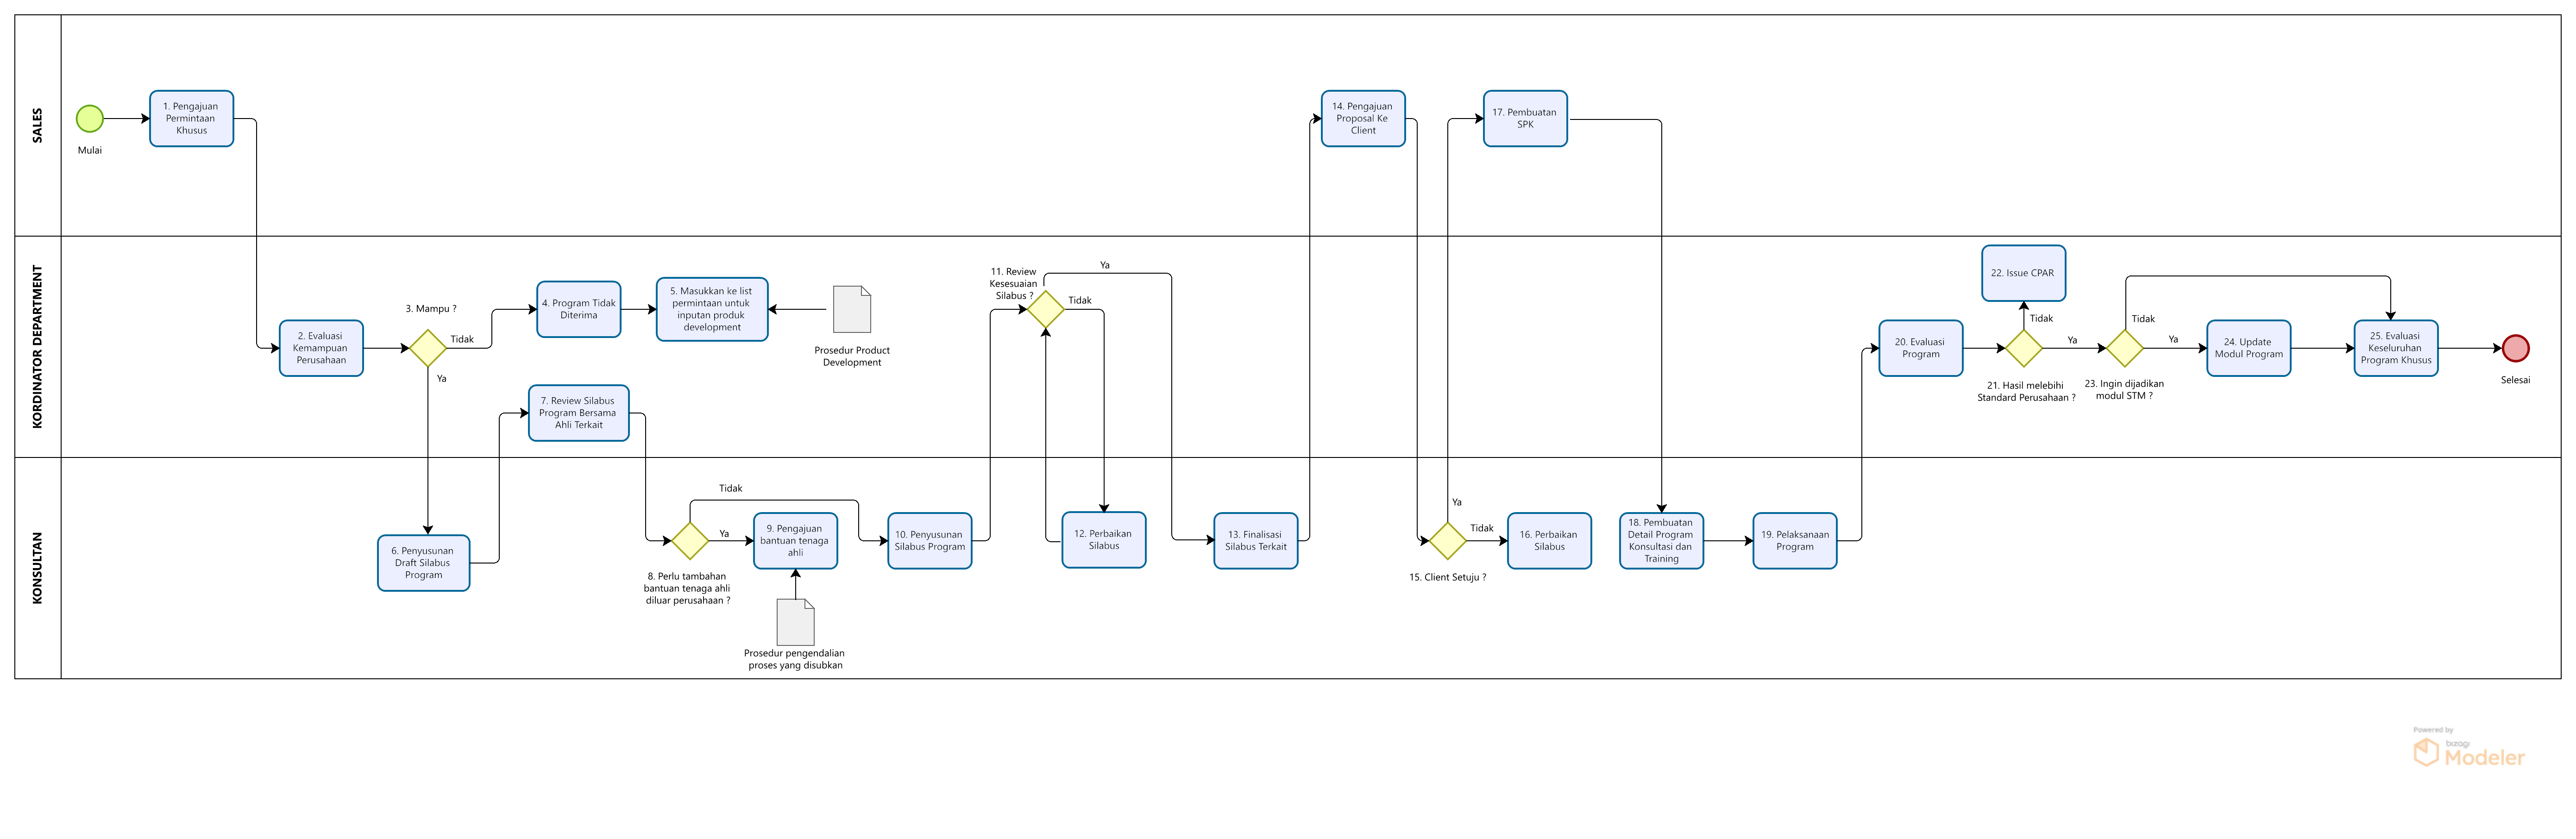 SALES
Mulai
1. Pengajuan
Permintaan
Khusus
14. Pengajuan
Proposal Ke
Client
17. Pembuatan
SPK
KORDINATOR DEPARTMENT
2. Evaluasi
Kemampuan
Perusahaan
3. Mampu ?
Tidak
Ya
4. Program Tidak
Diterima
5. Masukkan ke list
permintaan untuk
inputan produk
development
Prosedur Product
Development
7. Review Silabus
Program Bersama
Ahli Terkait
11. Review
Kesesuaian
Silabus ?
Ya
Tidak
20. Evaluasi
Program
22. Issue CPAR
Tidak
21. Hasil melebihi
Standard Perusahaan ?
Ya
Tidak
23. Ingin dijadikan
modul STM ?
Ya
24. Update
Modul Program
25. Evaluasi
Keseluruhan
Program Khusus
Selesai
KONSULTAN
6. Penyusunan
Draft Silabus
Program
Tidak
Ya
8. Perlu tambahan
bantuan tenaga ahli
diluar perusahaan ?
9. Pengajuan
bantuan tenaga
ahli
Prosedur pengendalian
proses yang disubkan
10. Penyusunan
Silabus Program
12. Perbaikan
Silabus
13. Finalisasi
Silabus Terkait
Ya
Tidak
15. Client Setuju ?
16. Perbaikan
Silabus
18. Pembuatan
Detail Program
Konsultasi dan
Training
19. Pelaksanaan
Program
Powered by
bizagi
Modeler